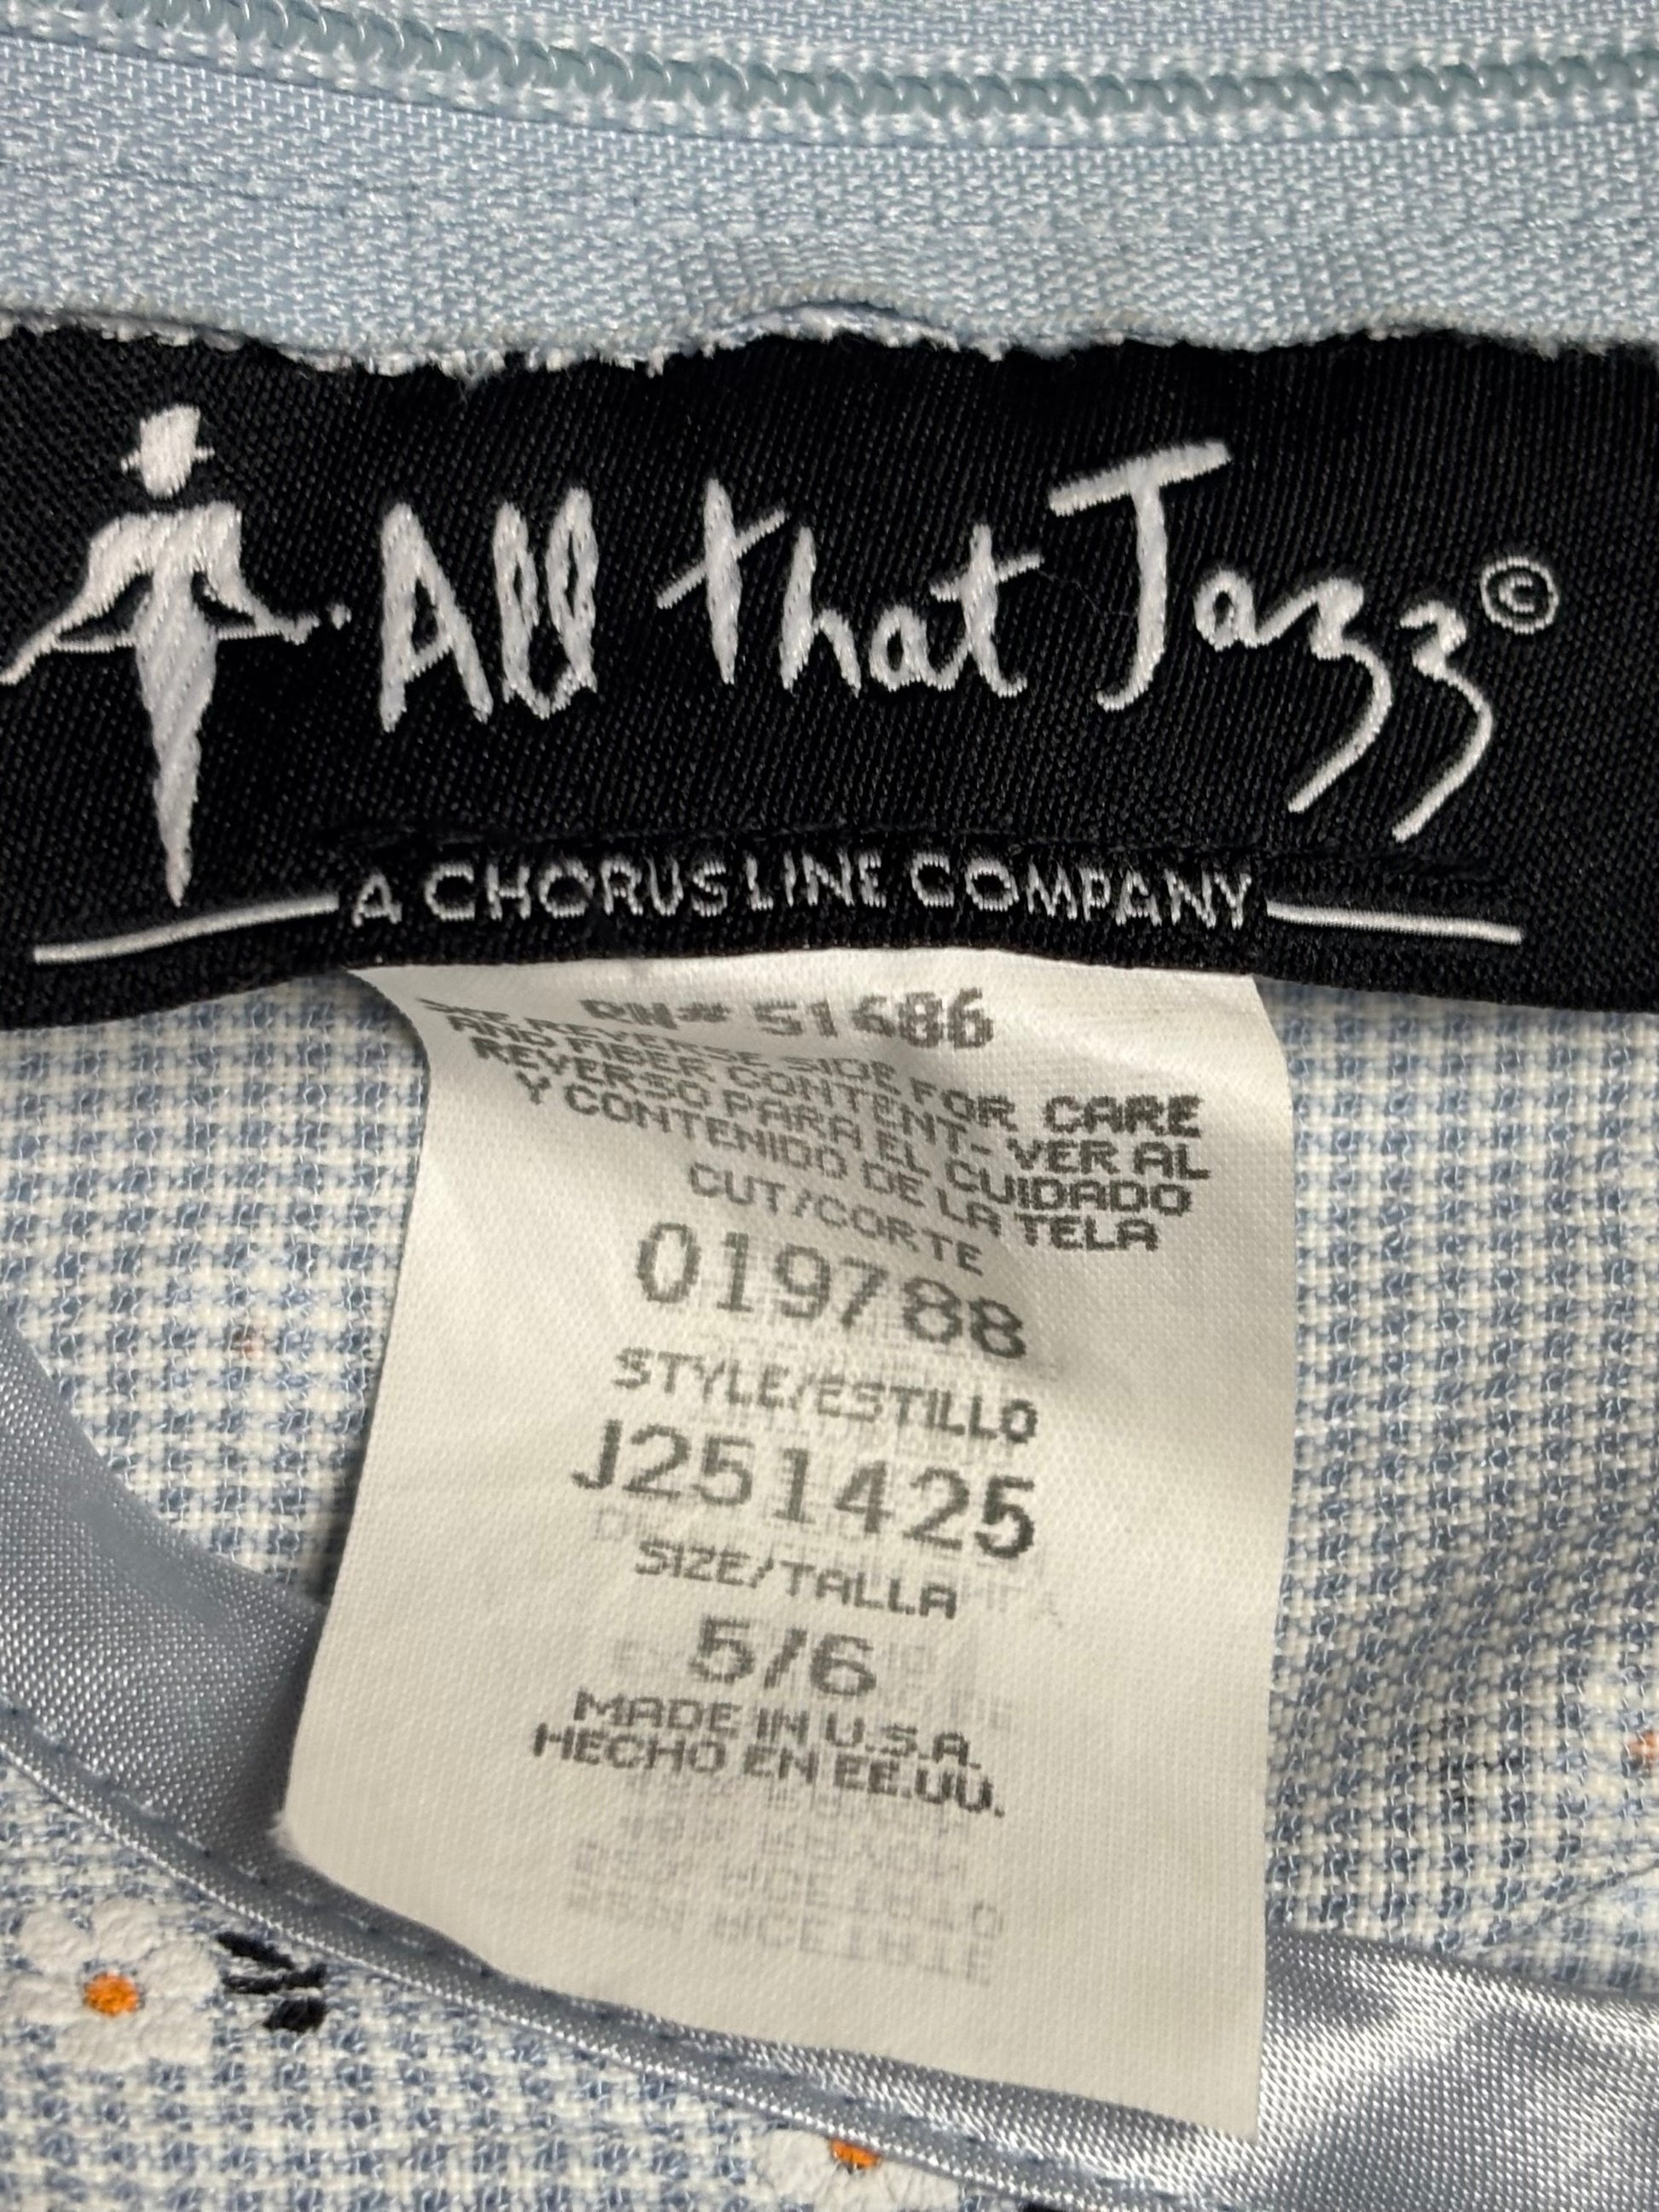 All that Jazz©
A CHORUS LINE COMPANY
RN# 51686
SEE REVERSE SIDE FOR CARE
AND FIBER CONTENT- VER AL
REVERSO PARA EL CUIDADO
Y CONTENIDO DE LA TELA
CUT/CORTE
019788
STYLE/ESTILLO
J251425
SIZE/TALLA
5/6
MADE IN U.S.A.
HECHO EN EE.UU.